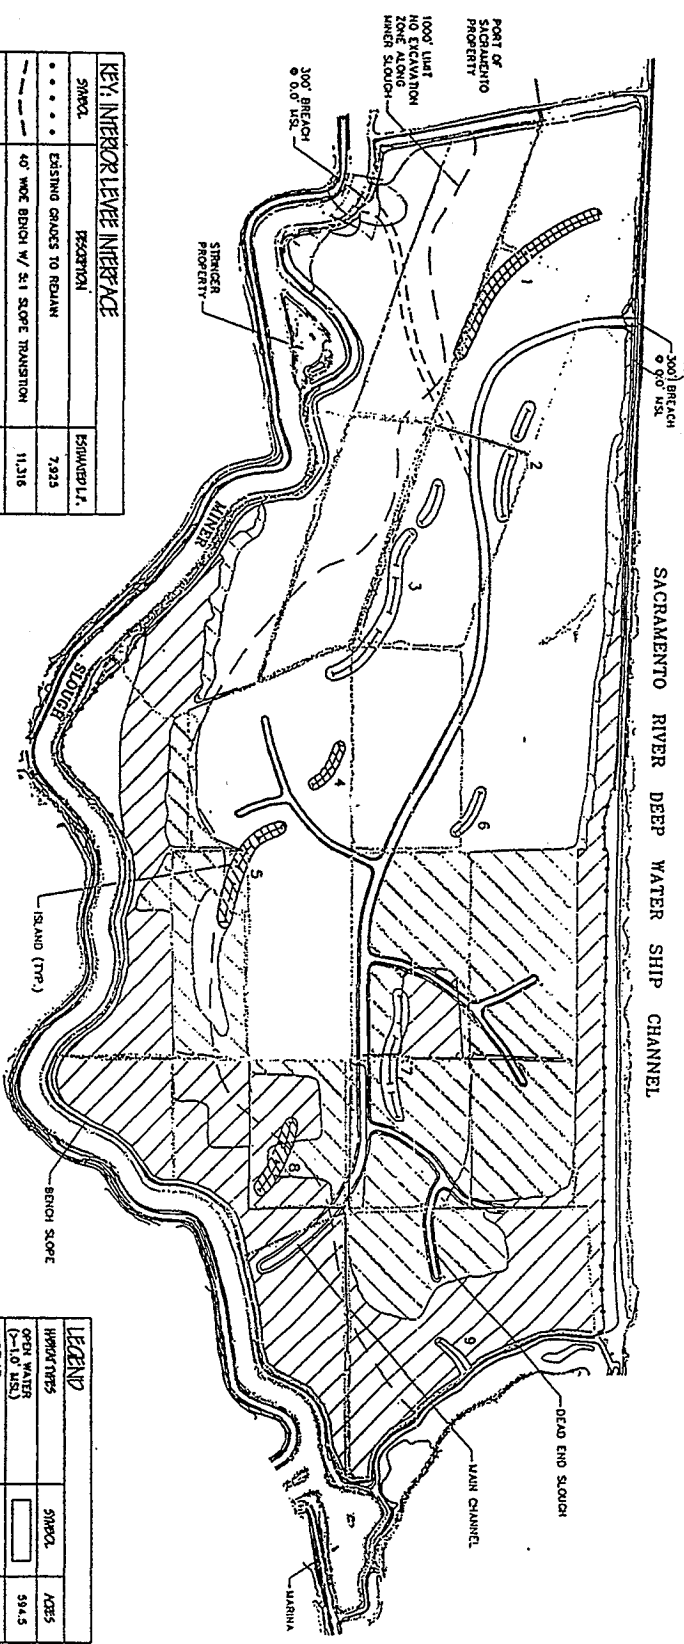 PORT OF
SACRAMENTO
PROPERTY
1000' LIMIT
NO EXCAVATION
ZONE ALONG
MINER SLOUGH
300' BREACH
@ 0.0' MSL
300' BREACH
@ 0.0' MSL
STRINGER
PROPERTY
SACRAMENTO RIVER DEEP WATER SHIP CHANNEL
MINER
SLOUGH
1
2
3
4
5
6
7
8
9
ISLAND (TYP.)
BENCH SLOPE
DEAD END SLOUGH
MAIN CHANNEL
MARINA
KEY: INTERIOR LEVEE INTERFACE
SYMBOL DESCRIPTION ESTIMATED L.F.
EXISTING GRADES TO REMAIN 7,925
40' WIDE BENCH W/ 5:1 SLOPE TRANSITION 11,316
LEGEND
HABITAT TYPES SYMBOL ACRES
OPEN WATER
(>-1.0' MSL) 594.5